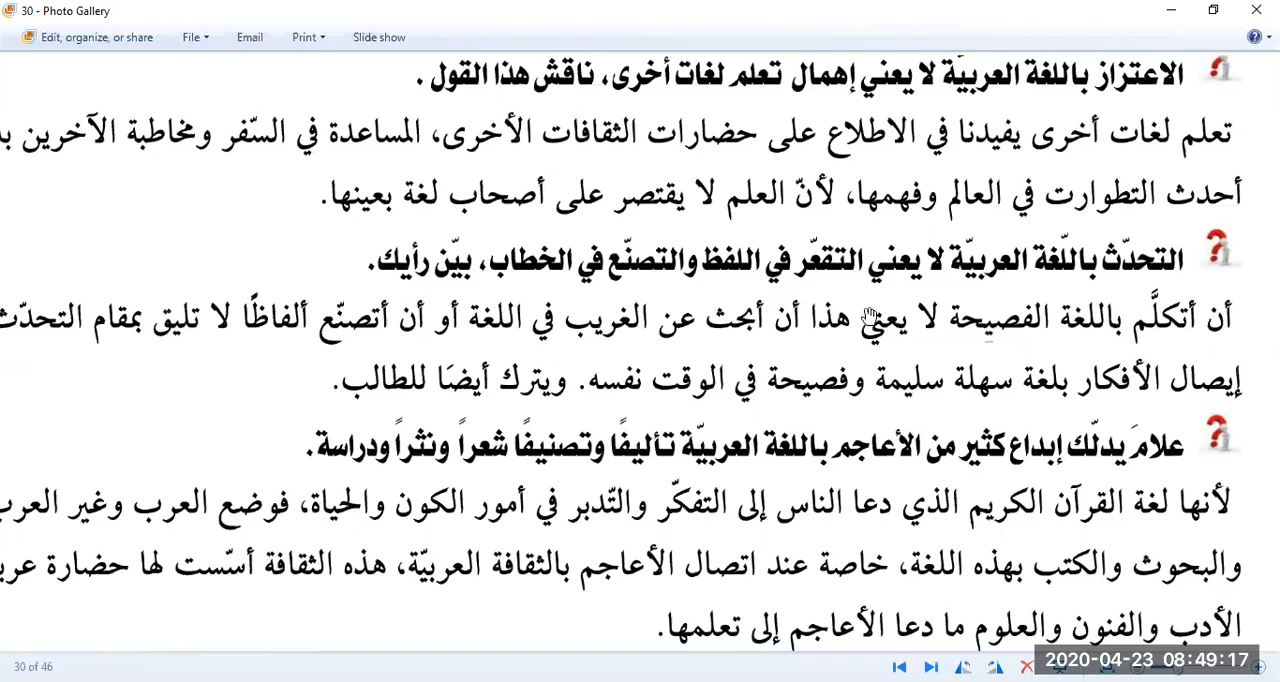 30 - Photo Gallery
Edit, organize, or share File Email Print Slide show
الاعتزاز باللغة العربيّة لا يعني إهمال تعلم لغات أخرى، ناقش هذا القول .
تعلم لغات أخرى يفيدنا في الاطلاع على حضارات الثقافات الأخرى، المساعدة في السّفر ومخاطبة الآخرين
أحدث التطوارت في العالم وفهمها، لأنّ العلم لا يقتصر على أصحاب لغة بعينها.
التحدّث باللّغة العربيّة لا يعني التقعّر في اللفظ والتصنّع في الخطاب، بيّن رأيك.
أن أتكلَّم باللغة الفصيحة لا يعني هذا أن أبحث عن الغريب في اللغة أو أن أتصنّع ألفاظًا لا تليق بمقام التحدّث
إيصال الأفكار بلغة سهلة سليمة وفصيحة في الوقت نفسه. ويترك أيضَا للطالب.
علامَ يدلّك إبداع كثير من الأعاجم باللغة العربيّة تأليفًا وتصنيفًا شعراً ونثراً ودراسة.
لأنها لغة القرآن الكريم الذي دعا الناس إلى التفكّر والتّدبر في أمور الكون والحياة، فوضع العرب وغير العرب
والبحوث والكتب بهذه اللغة، خاصة عند اتصال الأعاجم بالثقافة العربيّة، هذه الثقافة أسّست لها حضارة
الأدب والفنون والعلوم ما دعا الأعاجم إلى تعلمها.
30 of 46
2020-04-23 08:49:17